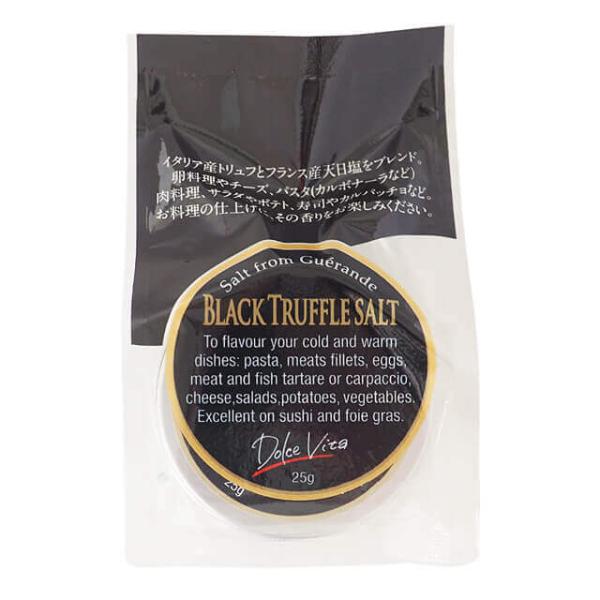 イタリア産トリュフとフランス産天日塩をブレンド。
卵料理やチーズ、パスタ(カルボナーラなど)
肉料理、サラダやポテト、寿司やカルパッチョなど。
お料理の仕上げに、その香りをお楽しみください。
Salt from Guérande
BLACK TRUFFLE SALT
To flavour your cold and warm
dishes: pasta, meats fillets, eggs,
meat and fish tartare or carpaccio,
cheese,salads,potatoes, vegetables.
Excellent on sushi and foie gras.
Dolce Vita
25g
25g